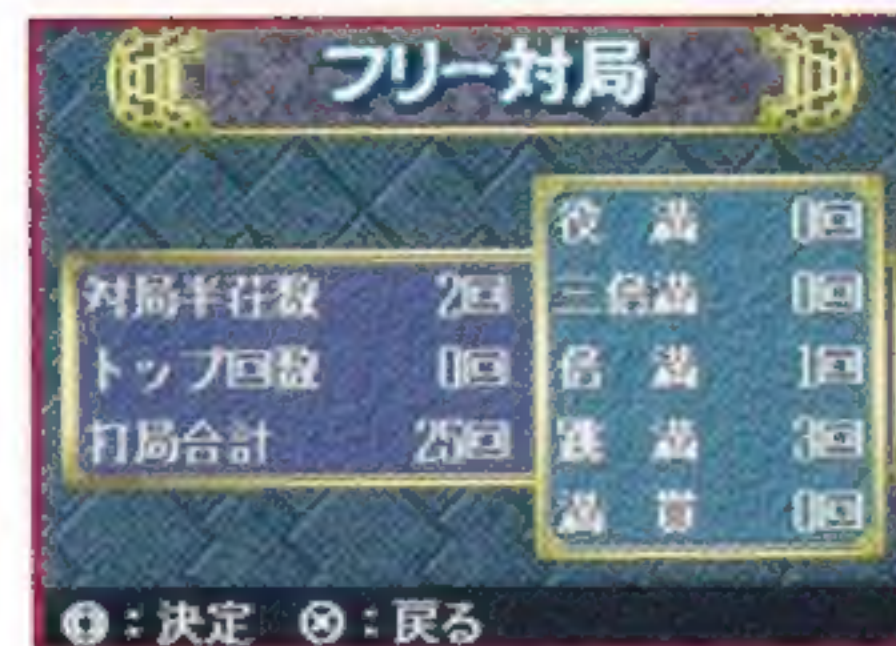 フリー対局
対局半荘数 2回
トップ回数 0回
打局合計 25回
役満 0回
三倍満 0回
倍満 1回
跳満 3回
満貫 0回
:決定 :戻る